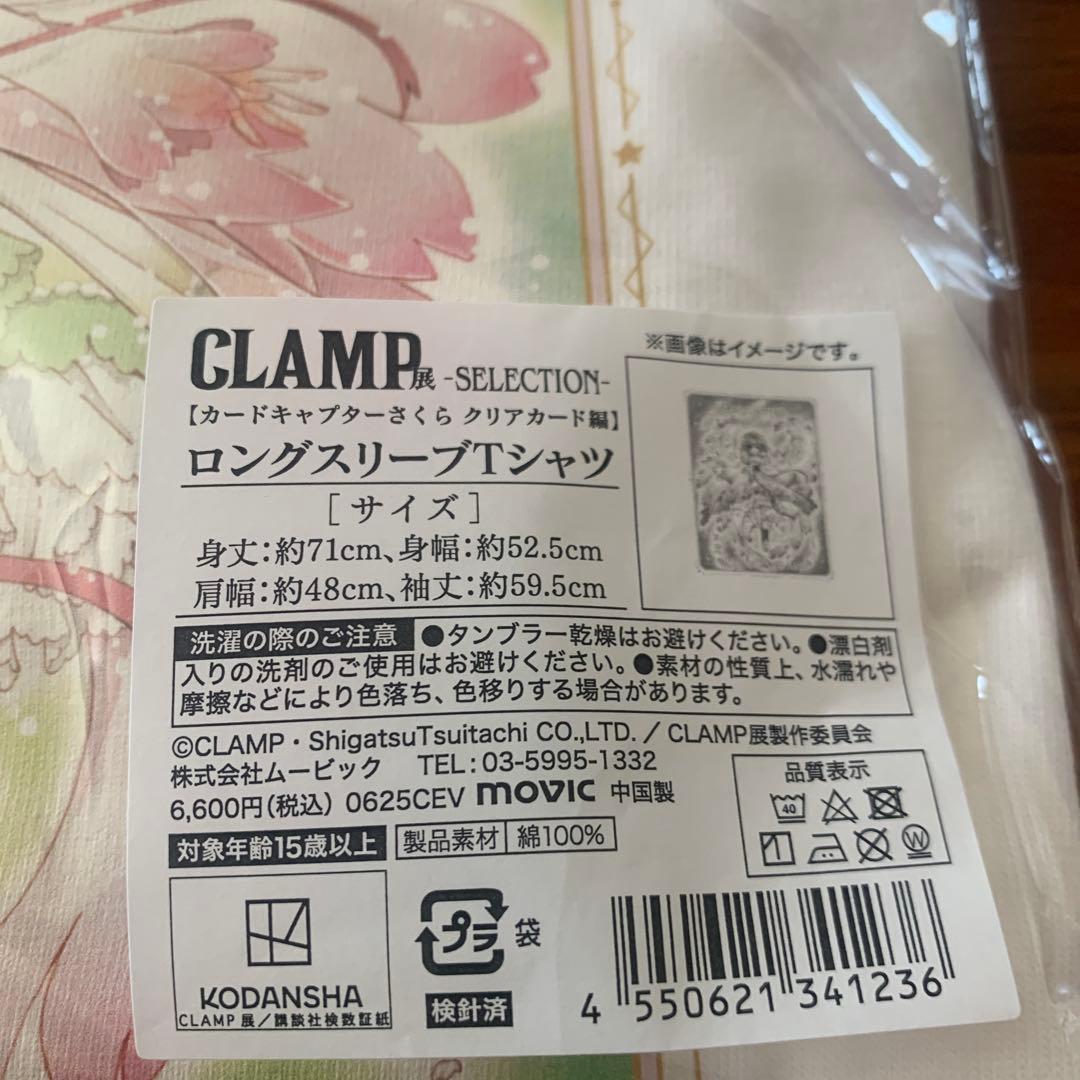 CLAMP展 -SELECTION-
【カードキャプターさくら クリアカード編】
ロングスリーブTシャツ
[サイズ]
身丈:約71cm、身幅:約52.5cm
肩幅:約48cm、袖丈:約59.5cm
※画像はイメージです。
洗濯の際のご注意 ●タンブラー乾燥はお避けください。●漂白剤
入りの洗剤のご使用はお避けください。●素材の性質上、水濡れや
摩擦などにより色落ち、色移りする場合があります。
©CLAMP・ShigatsuTsuitachi CO.,LTD. / CLAMP展製作委員会
株式会社ムービック TEL:03-5995-1332
6,600円(税込) 0625CEV movic 中国製
対象年齢15歳以上 製品素材 綿100%
品質表示
40
W
KODANSHA
CLAMP展/講談社検数証紙
プラ 袋
検針済
4 550621 341236